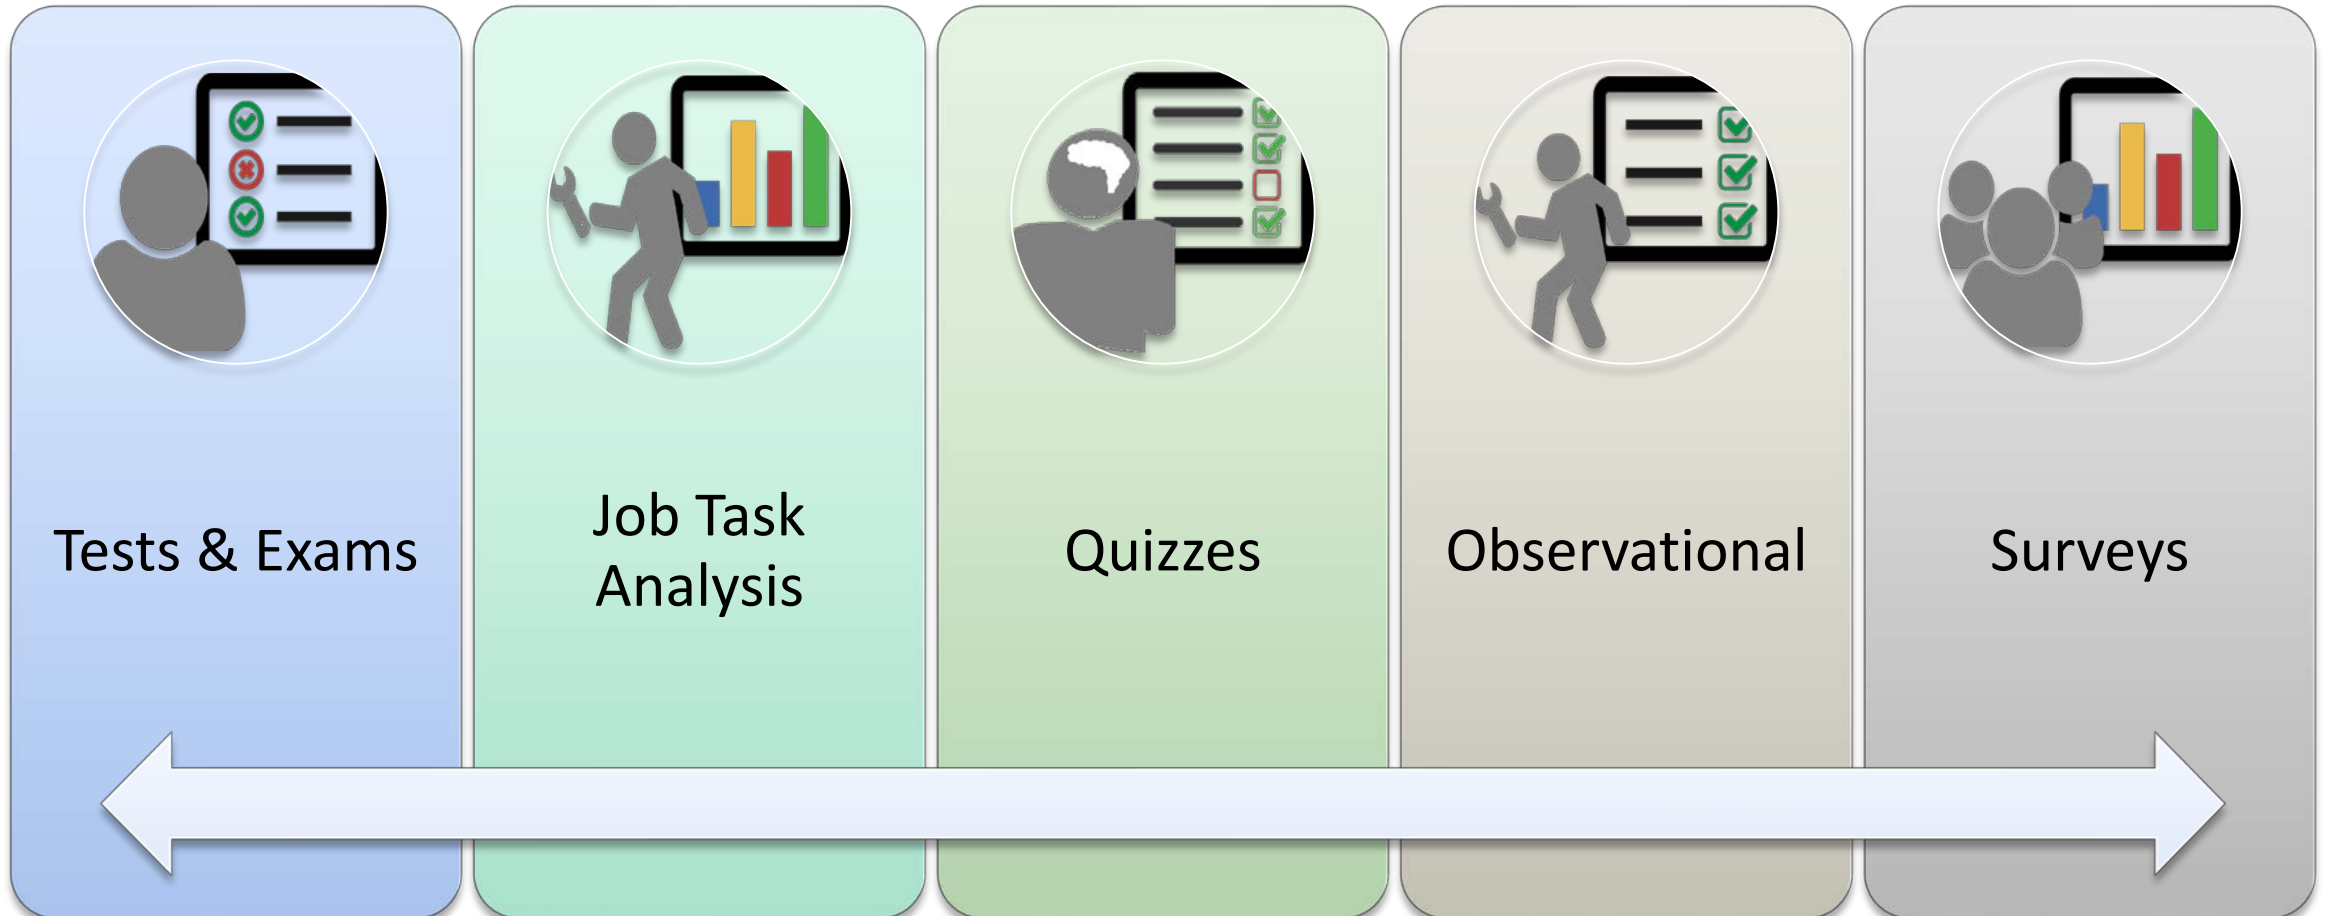 Tests & Exams
Job Task
Analysis
Quizzes
Observational
Surveys